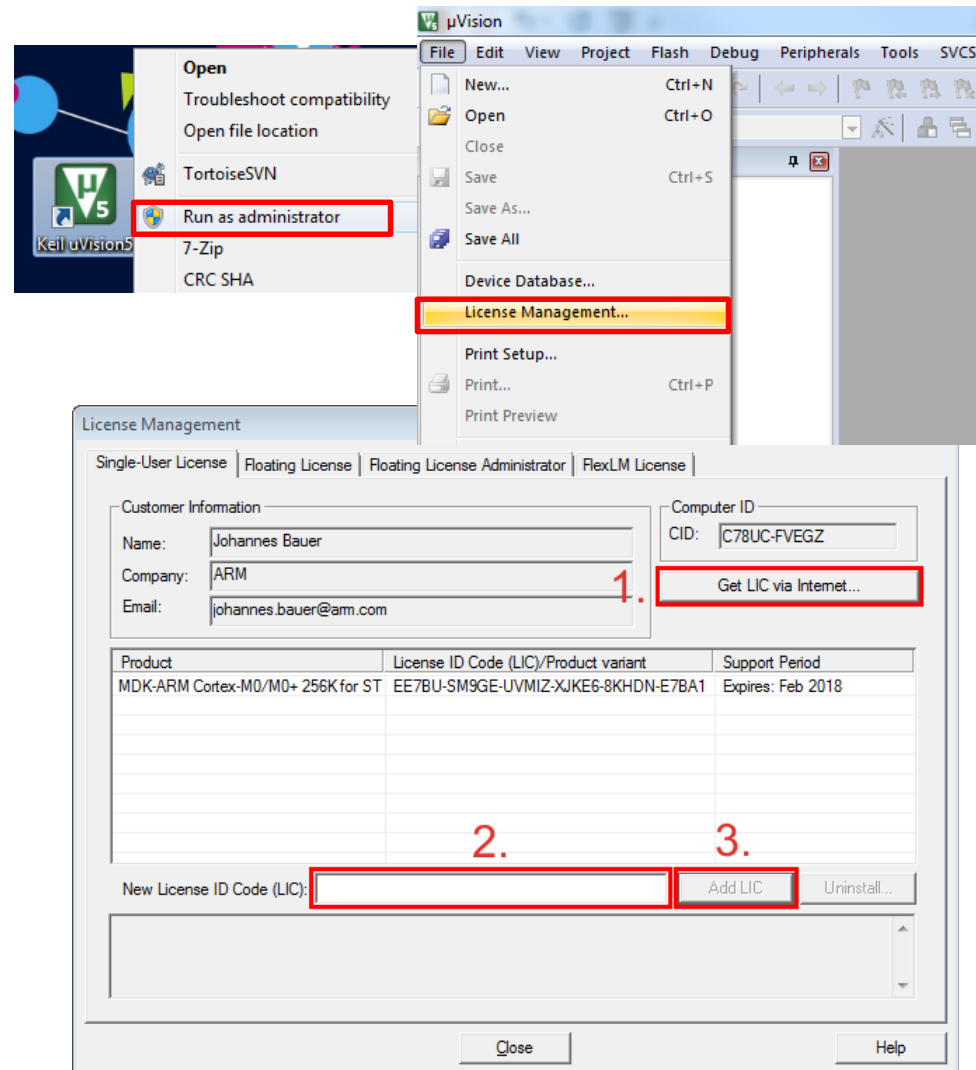 Open
Troubleshoot compatibility
Open file location
TortoiseSVN
Run as administrator
7-Zip
CRC SHA
µ
5
Keil uVision5
5
µVision
File Edit View Project Flash Debug Peripherals Tools SVCS
New... Ctrl+N
Open Ctrl+O
Close
Save Ctrl+S
Save As...
Save All
Device Database...
License Management...
Print Setup...
Print... Ctrl+P
Print Preview
License Management
Single-User License Floating License Floating License Administrator FlexLM License
Customer Information
Name: Johannes Bauer
Company: ARM
Email: johannes.bauer@arm.com
Computer ID
CID: C78UC-FVEGZ
1.
Get LIC via Internet...
Product License ID Code (LIC)/Product variant Support Period
MDK-ARM Cortex-M0/M0+ 256K for ST EE7BU-SM9GE-UVMIZ-XJKE6-8KHDN-E7BA1 Expires: Feb 2018
2. 3.
New License ID Code (LIC): Add LIC Uninstall...
Close Help